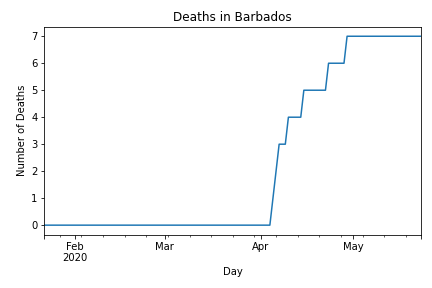 Deaths in Barbados
Number of Deaths
7
6
5
4
3
2
1
0
Feb
2020
Mar
Apr
May
Day